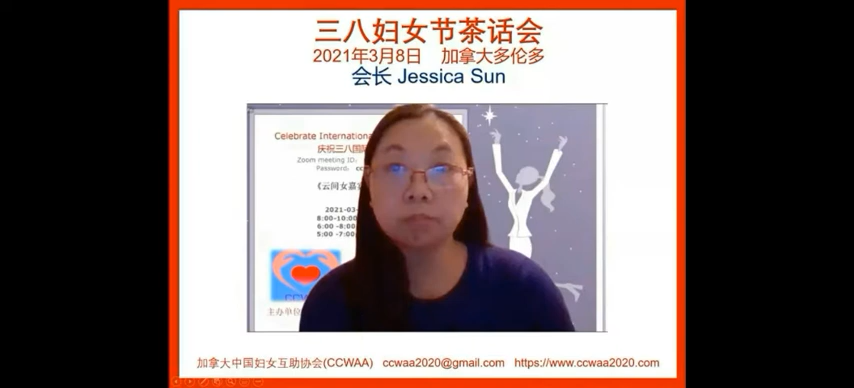 三八妇女节茶话会
2021年3月8日 加拿大多伦多
会长 Jessica Sun
Celebrate Internationa
庆祝三八国际
Zoom meeting ID:
Password: cc
《云间女嘉宾
2021-03-
8:00-10:00
6:00 -8:00
5:00 -7:00
主办单位
加拿大中国妇女互助协会(CCWAA) ccwaa2020@gmail.com https://www.ccwaa2020.com